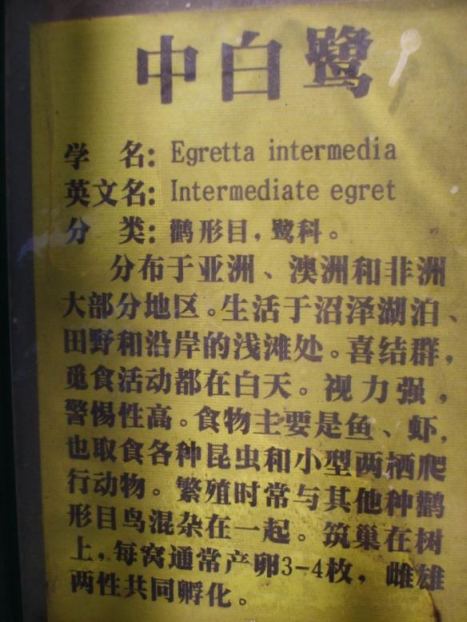 中白鹭
学　名：Egretta intermedia
英文名：Intermediate egret
分　类：鹳形目，鹭科。
分布于亚洲、澳洲和非洲
大部分地区。生活于沼泽湖泊、
田野和沿岸的浅滩处。喜结群，
觅食活动都在白天。视力强，
警惕性高。食物主要是鱼、虾，
也取食各种昆虫和小型两栖爬
行动物。繁殖时常与其他种鹳
形目鸟混杂在一起。筑巢在树
上，每窝通常产卵3-4枚，雌雄
两性共同孵化。